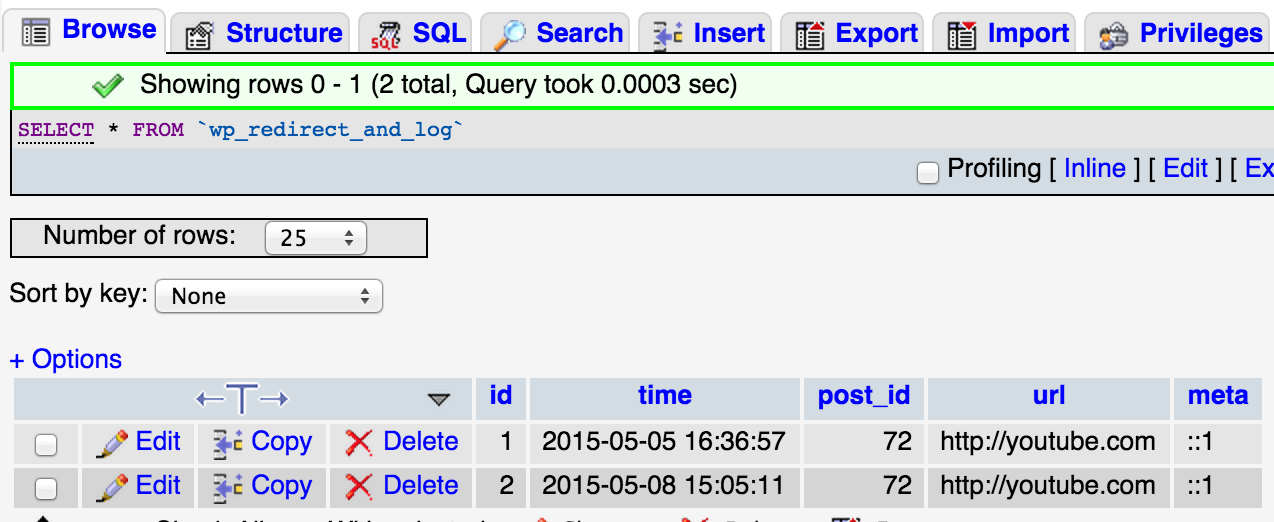 Browse Structure SQL Search Insert Export Import Privileges
Showing rows 0 - 1 (2 total, Query took 0.0003 sec)
SELECT * FROM `wp_redirect_and_log`
Profiling [ Inline ] [ Edit ] [ Ex
Number of rows: 25
Sort by key: None
+ Options
←T→ id time post_id url meta
Edit Copy Delete 1 2015-05-05 16:36:57 72 http://youtube.com ::1
Edit Copy Delete 2 2015-05-08 15:05:11 72 http://youtube.com ::1